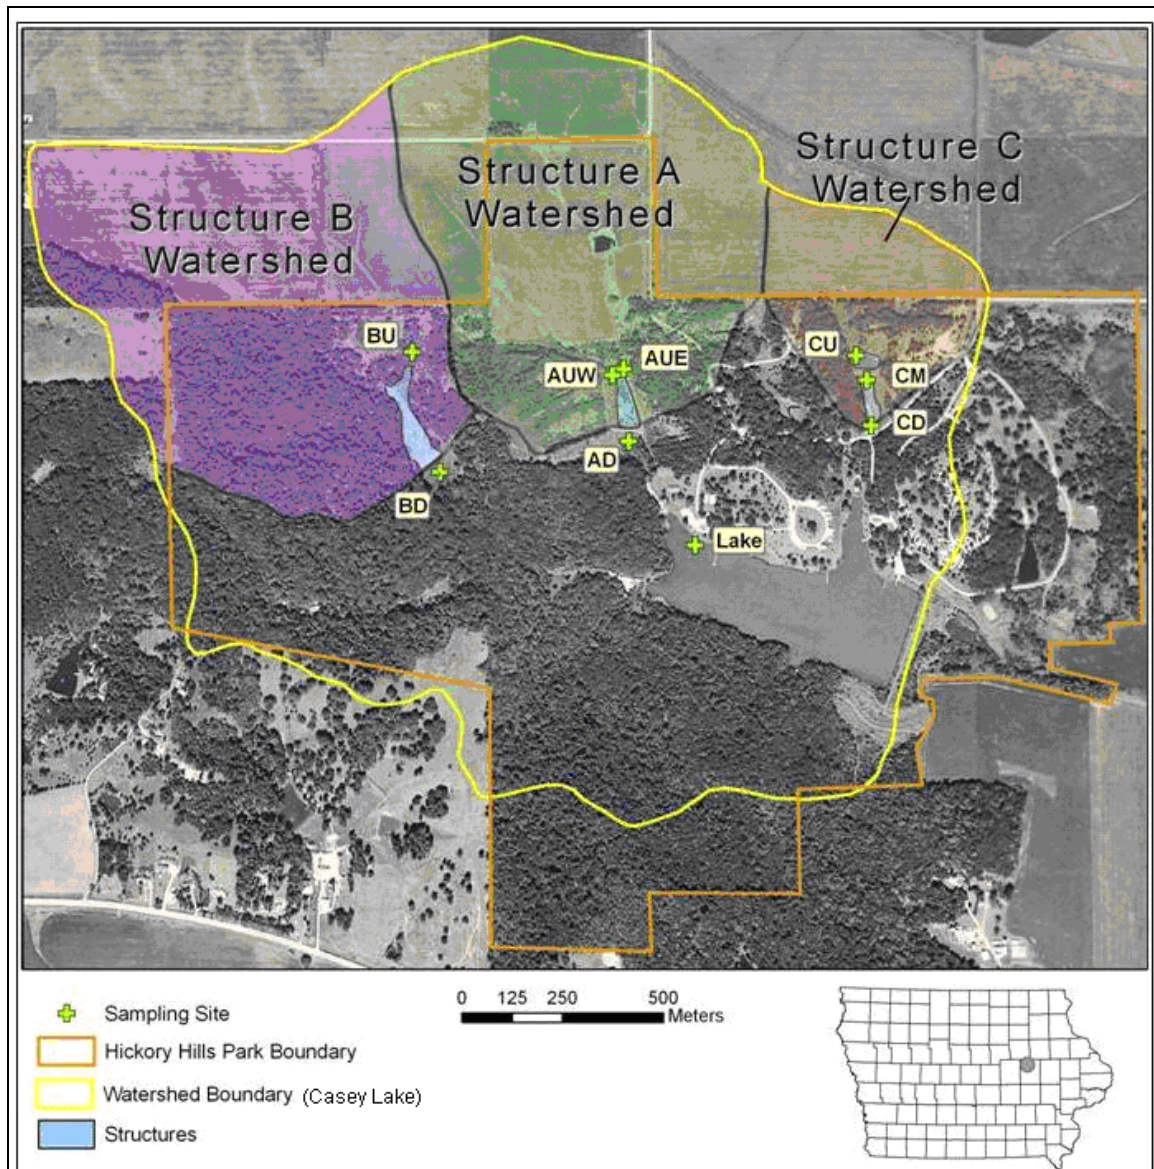 Structure C
Watershed
Structure A
Watershed
Structure B
Watershed
BU
AUW
AUE
CU
CM
CD
AD
BD
Lake
0 125 250 500
Meters
Sampling Site
Hickory Hills Park Boundary
Watershed Boundary (Casey Lake)
Structures